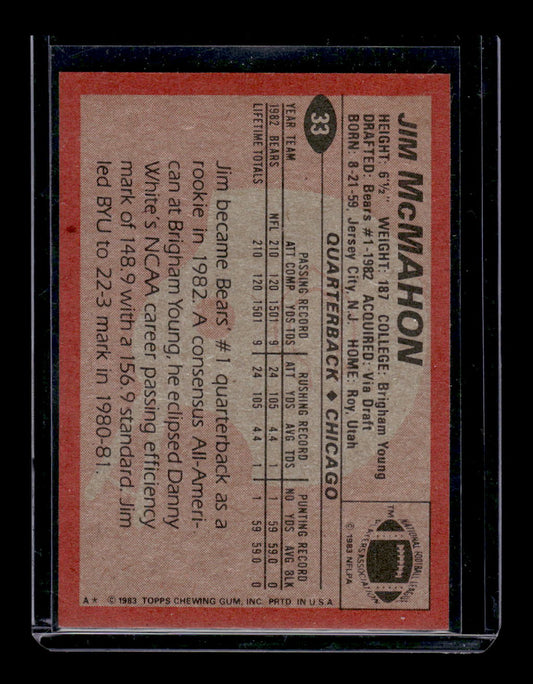 JIM McMAHON
HEIGHT: 6'½" WEIGHT: 187 COLLEGE: Brigham Young
DRAFTED: Bears #1-1982 ACQUIRED: Via Draft
BORN: 8-21-59, Jersey City, N.J. HOME: Roy, Utah
NATIONAL FOOTBALL LEAGUE
PLAYERS ASSOCIATION
TM
© 1983 NFLPA
33
QUARTERBACK ♦ CHICAGO
PASSING RECORD RUSHING RECORD PUNTING RECORD
YEAR TEAM ATT COMP YDS TDS ATT YDS AVG TDS NO YDS AVG BLK
1982 BEARS NFL 210 120 1501 9 24 105 4.4 1 1 59 59.0 0
LIFETIME TOTALS 210 120 1501 9 24 105 4.4 1 1 59 59.0 0
Jim became Bears' #1 quarterback as a
rookie in 1982. A consensus All-Ameri-
can at Brigham Young, he eclipsed Danny
White's NCAA career passing efficiency
mark of 148.9 with a 156.9 standard. Jim
led BYU to 22-3 mark in 1980-81.
A* © 1983 TOPPS CHEWING GUM, INC. PRTD. IN U.S.A.